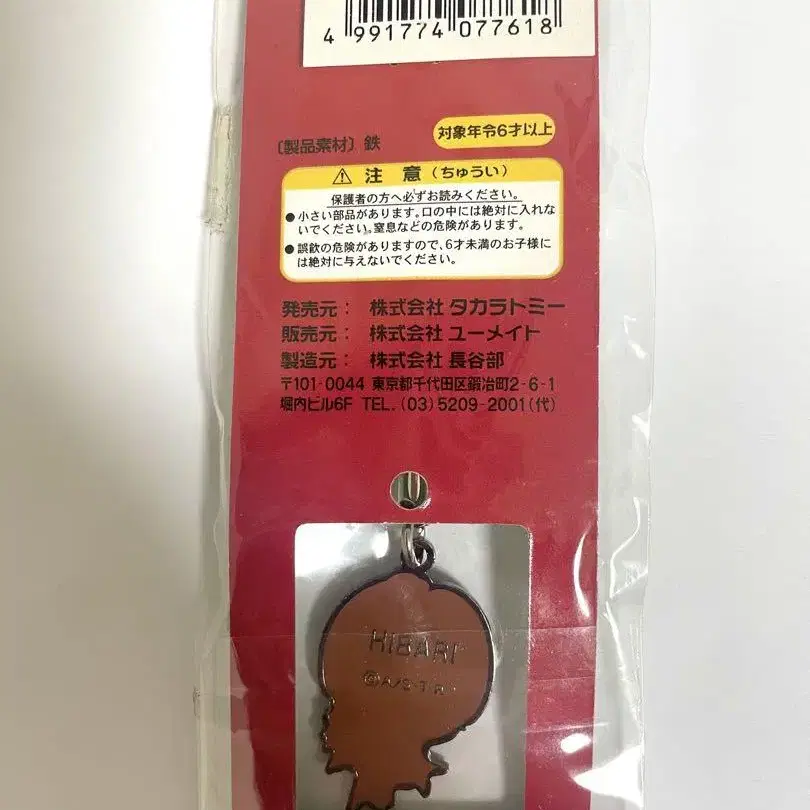 4 991774 077618
対象年令6才以上
〔製品素材〕鉄
⚠ 注 意 (ちゅうい)
保護者の方へ必ずお読みください。
●小さい部品があります。口の中には絶対に入れな
いでください。窒息などの危険があります。
●誤飲の危険がありますので、6才未満のお子様に
は絶対に与えないでください。
発売元: 株式会社 タカラトミー
販売元: 株式会社 ユーメイト
製造元: 株式会社 長谷部
〒101-0044 東京都千代田区鍛冶町2-6-1
堀内ビル6F TEL.(03)5209-2001(代)
HIBARI
©A/S・T・R